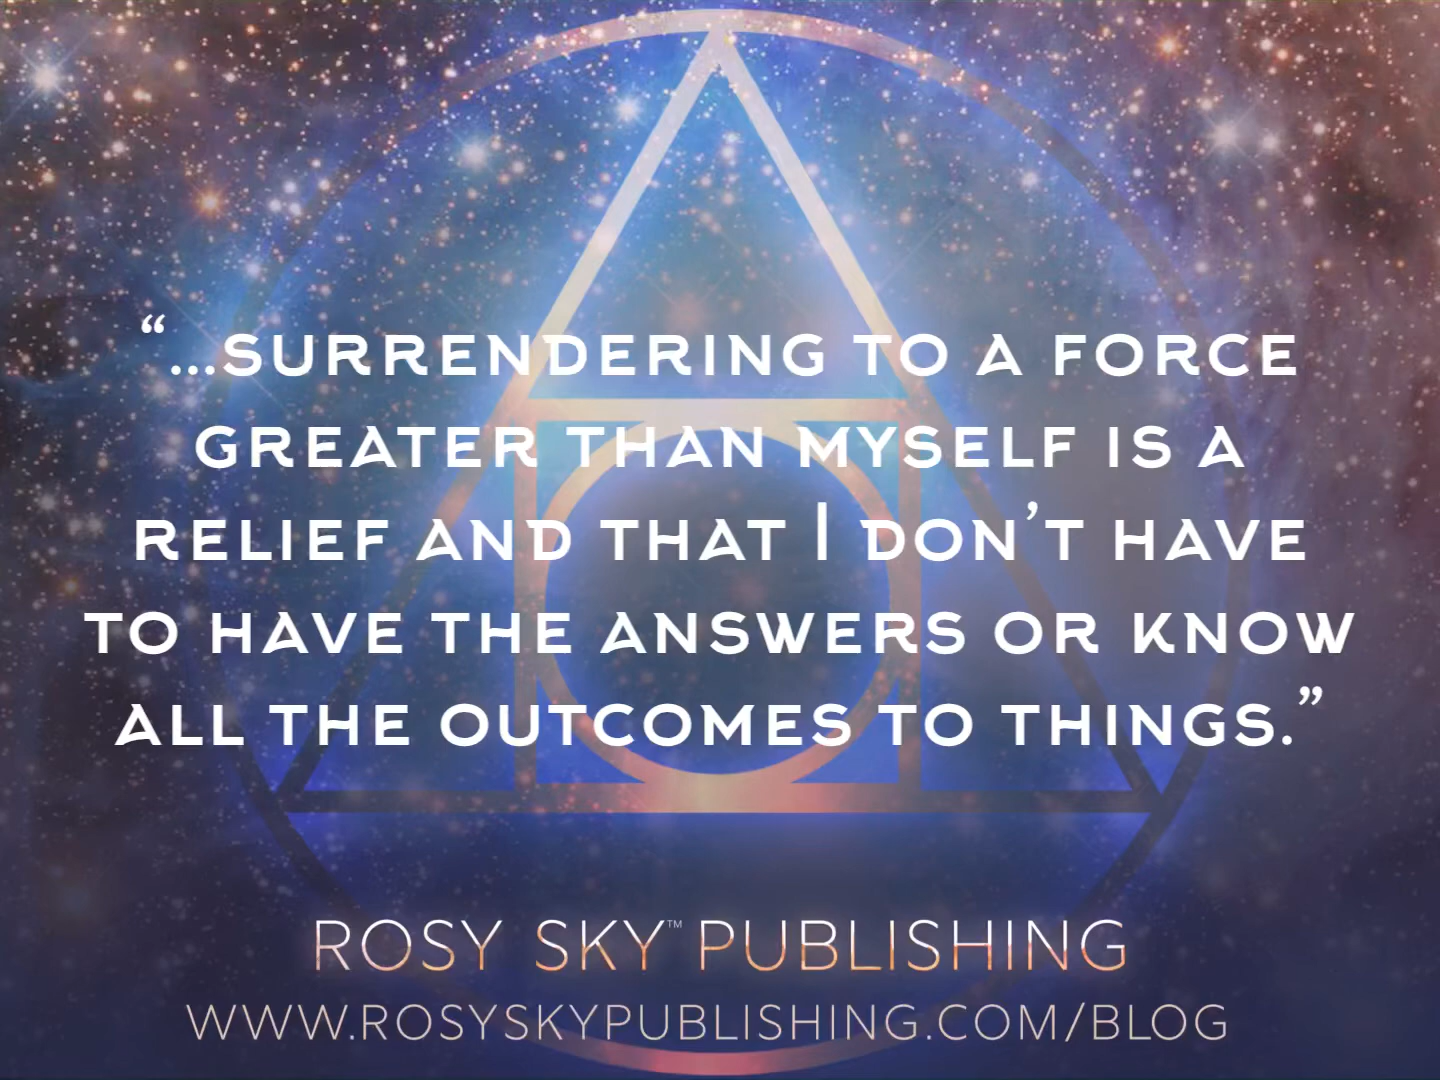 “...SURRENDERING TO A FORCE
GREATER THAN MYSELF IS A
RELIEF AND THAT I DON’T HAVE
TO HAVE THE ANSWERS OR KNOW
ALL THE OUTCOMES TO THINGS.”
ROSY SKY™ PUBLISHING
WWW.ROSYSKYPUBLISHING.COM/BLOG